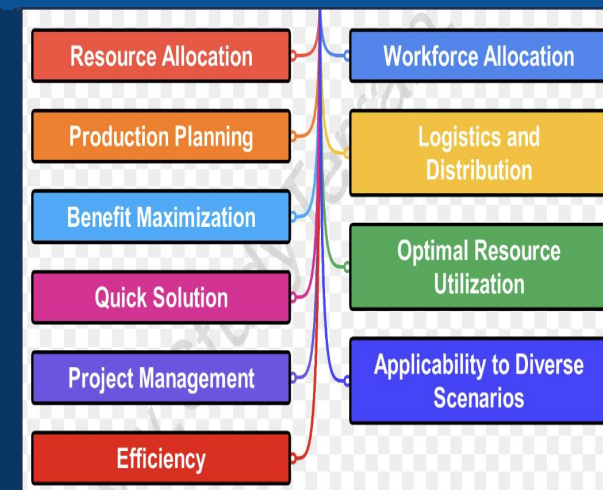 Resource Allocation
Production Planning
Benefit Maximization
Quick Solution
Project Management
Efficiency
Workforce Allocation
Logistics and
Distribution
Optimal Resource
Utilization
Applicability to Diverse
Scenarios